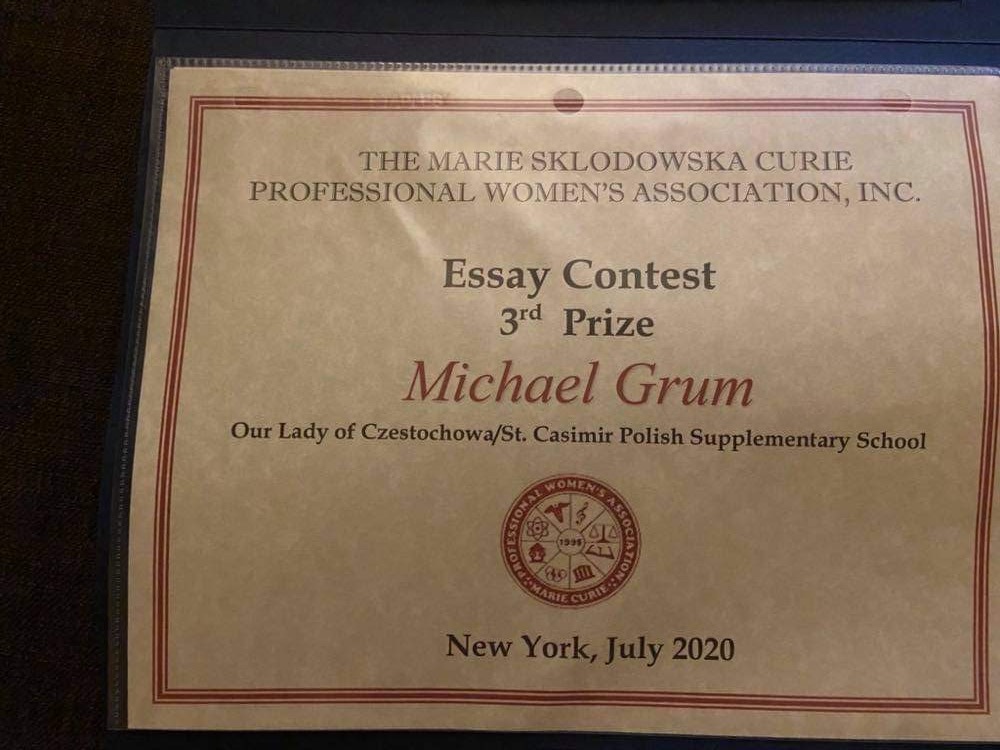 THE MARIE SKLODOWSKA CURIE
PROFESSIONAL WOMEN'S ASSOCIATION, INC.
Essay Contest
3rd Prize
Michael Grum
Our Lady of Czestochowa/St. Casimir Polish Supplementary School
PROFESSIONAL WOMEN'S ASSOCIATION
MARIE CURIE
New York, July 2020